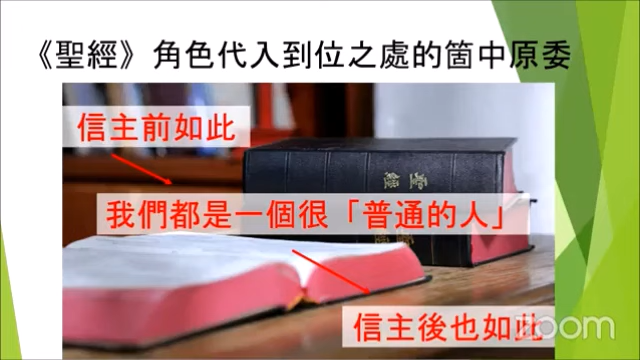 《聖經》角色代入到位之處的箇中原委
信主前如此
聖經
我們都是一個很「普通的人」
信主後也如此
zoom